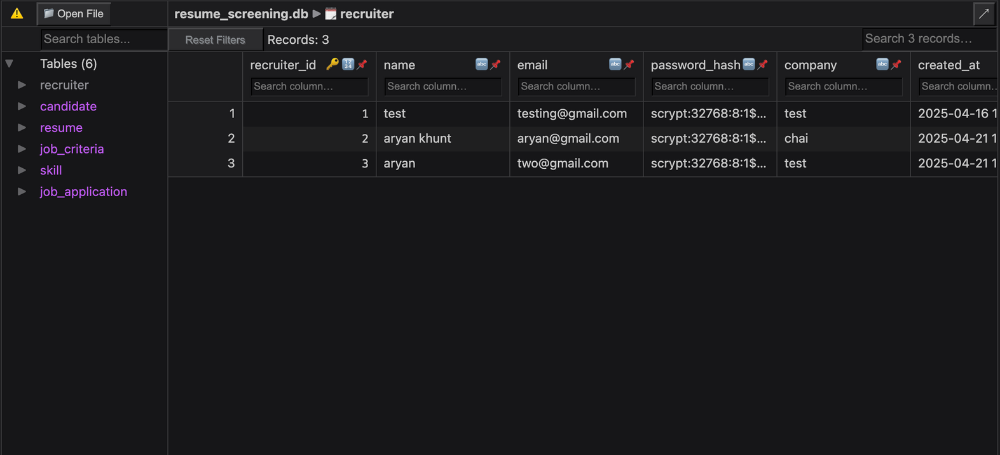 Open File
resume_screening.db ▶ recruiter
Search tables...
Reset Filters
Records: 3
Search 3 records...
Tables (6)
recruiter
candidate
resume
job_criteria
skill
job_application
recruiter_id name email password_hash company created_at
Search column... Search column... Search column... Search column... Search column... Search column..
1 1 test testing@gmail.com scrypt:32768:8:1$... test 2025-04-16 1
2 2 aryan khunt aryan@gmail.com scrypt:32768:8:1$... chai 2025-04-21 1
3 3 aryan two@gmail.com scrypt:32768:8:1$... test 2025-04-21 1